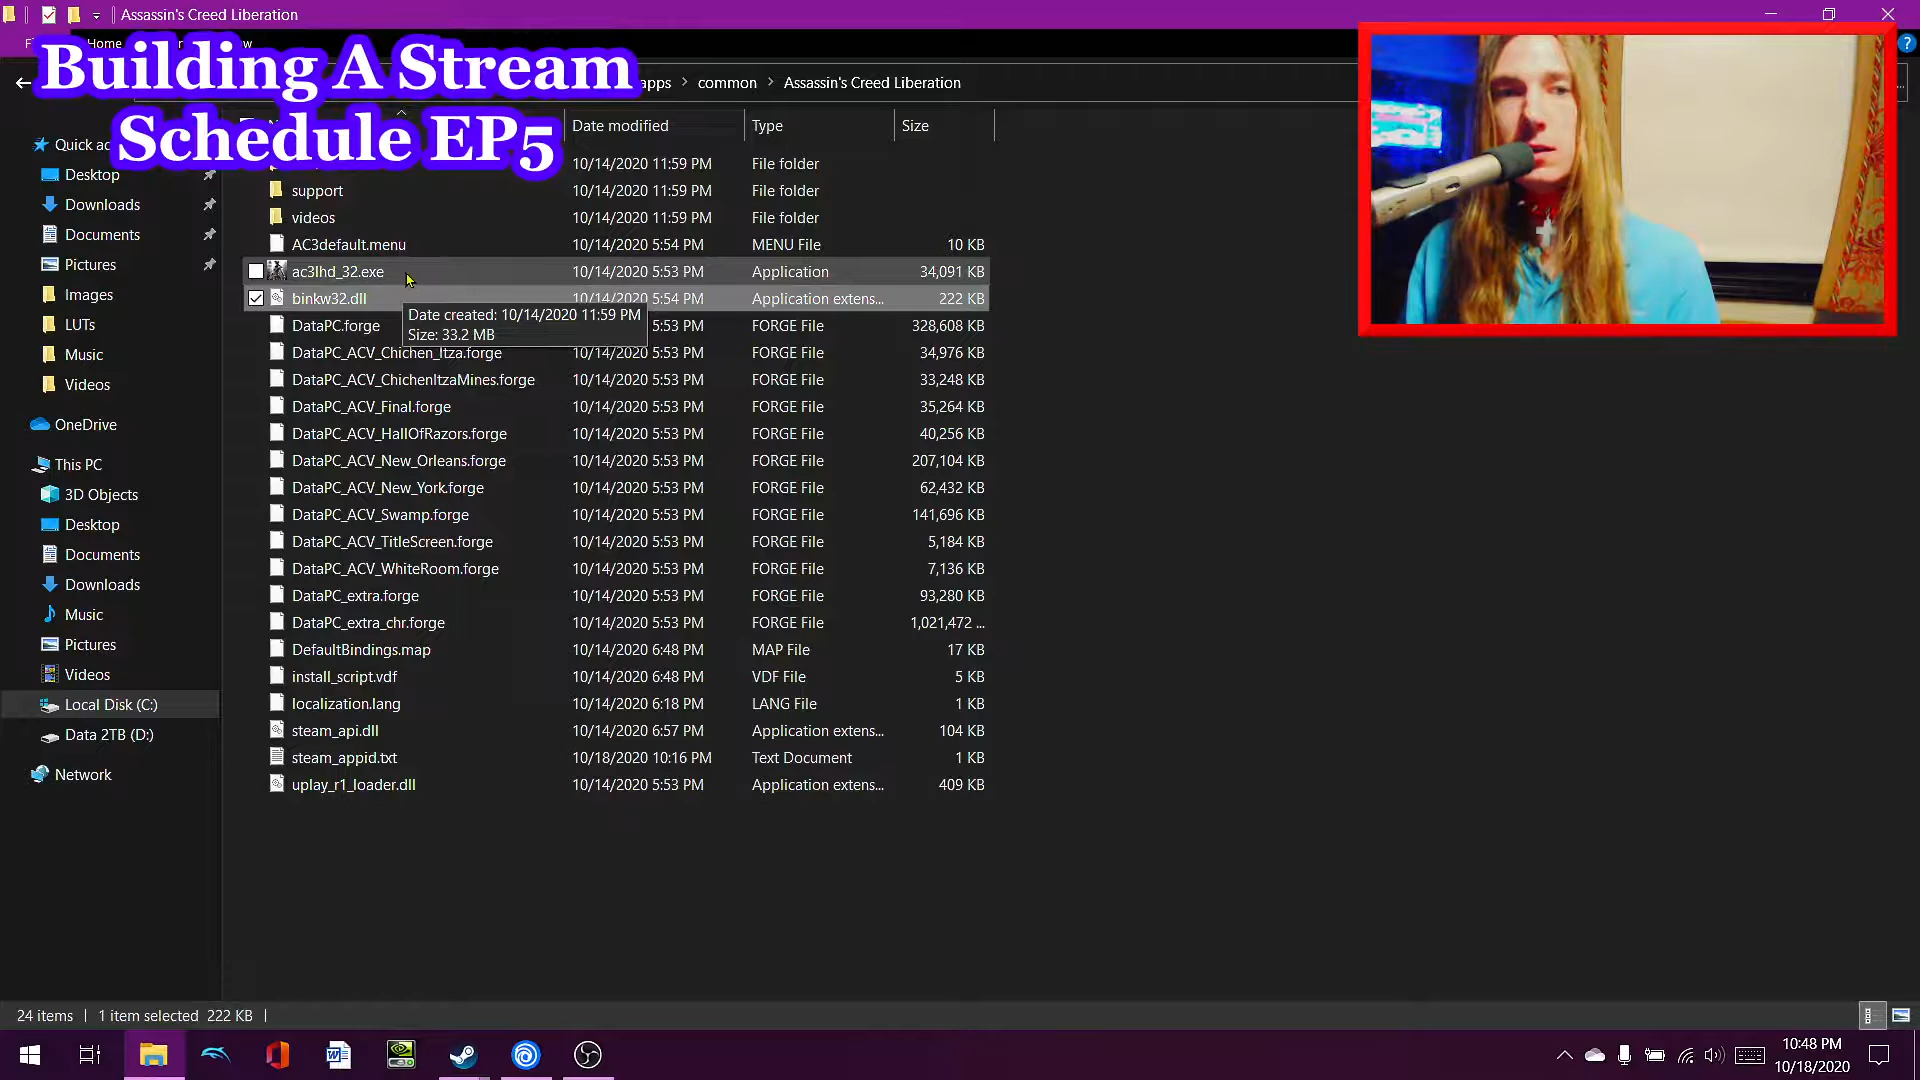 Assassin's Creed Liberation
Home
Building A Stream
Schedule EP5
apps > common > Assassin's Creed Liberation
Date modified Type Size
10/14/2020 11:59 PM File folder
support 10/14/2020 11:59 PM File folder
videos 10/14/2020 11:59 PM File folder
AC3default.menu 10/14/2020 5:54 PM MENU File 10 KB
ac3lhd_32.exe 10/14/2020 5:53 PM Application 34,091 KB
binkw32.dll 10/14/2020 5:54 PM Application extens... 222 KB
Date created: 10/14/2020 11:59 PM
Size: 33.2 MB
DataPC.forge 5:53 PM FORGE File 328,608 KB
DataPC_ACV_Chichen_Itza.forge 10/14/2020 5:53 PM FORGE File 34,976 KB
DataPC_ACV_ChichenItzaMines.forge 10/14/2020 5:53 PM FORGE File 33,248 KB
DataPC_ACV_Final.forge 10/14/2020 5:53 PM FORGE File 35,264 KB
DataPC_ACV_HallOfRazors.forge 10/14/2020 5:53 PM FORGE File 40,256 KB
DataPC_ACV_New_Orleans.forge 10/14/2020 5:53 PM FORGE File 207,104 KB
DataPC_ACV_New_York.forge 10/14/2020 5:53 PM FORGE File 62,432 KB
DataPC_ACV_Swamp.forge 10/14/2020 5:53 PM FORGE File 141,696 KB
DataPC_ACV_TitleScreen.forge 10/14/2020 5:53 PM FORGE File 5,184 KB
DataPC_ACV_WhiteRoom.forge 10/14/2020 5:53 PM FORGE File 7,136 KB
DataPC_extra.forge 10/14/2020 5:53 PM FORGE File 93,280 KB
DataPC_extra_chr.forge 10/14/2020 5:53 PM FORGE File 1,021,472 ...
DefaultBindings.map 10/14/2020 6:48 PM MAP File 17 KB
install_script.vdf 10/14/2020 6:48 PM VDF File 5 KB
localization.lang 10/14/2020 6:18 PM LANG File 1 KB
steam_api.dll 10/14/2020 6:57 PM Application extens... 104 KB
steam_appid.txt 10/18/2020 10:16 PM Text Document 1 KB
uplay_r1_loader.dll 10/14/2020 5:53 PM Application extens... 409 KB
Quick ac
Desktop
Downloads
Documents
Pictures
Images
LUTs
Music
Videos
OneDrive
This PC
3D Objects
Desktop
Documents
Downloads
Music
Pictures
Videos
Local Disk (C:)
Data 2TB (D:)
Network
24 items 1 item selected 222 KB
10:48 PM
10/18/2020